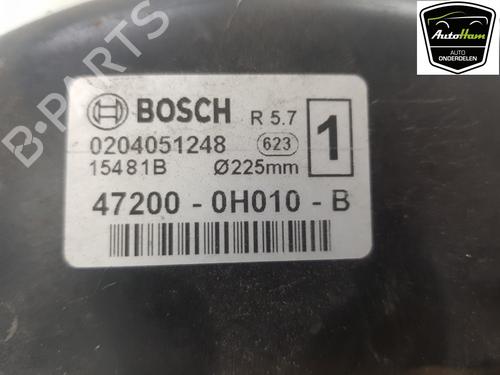 BOSCH R 5.7
0204051248 623 1
15481B Ø225mm
47200 - 0H010 - B
B-PARTS
AutoHam
AUTO
ONDERDELEN